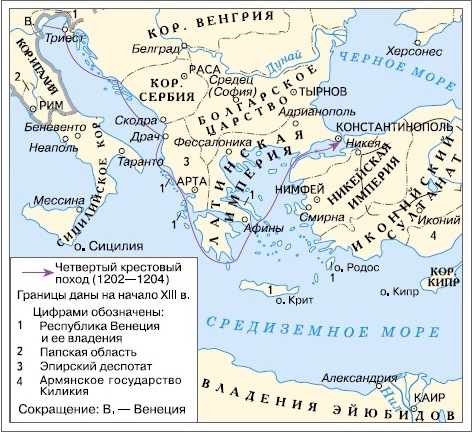 КОР. ВЕНГРИЯ
В.
Триест
1
Белград
Дунай
Херсонес
ЧЕРНОЕ МОРЕ
КОР. ИТАЛИЯ
2
РИМ
РАСА
КОР.
СЕРБИЯ
Средец
(София)
ТЫРНОВ
БОЛГАРСКОЕ
ЦАРСТВО
Адрианополь
Беневенто
Неаполь
Скодра
Драч
КОНСТАНТИНОПОЛЬ
Никея
Таранто
Фессалоника
3
АРТА
ЛАТИНСКАЯ
ИМПЕРИЯ
НИКЕЙСКАЯ
ИМПЕРИЯ
НИМФЕЙ
Смирна
ИКОНИЙСКИЙ
СУЛТАНАТ
Иконий
4
Мессина
СИЦИЛИЙСКОЕ КОР.
о. Сицилия
1
1
Афины
1
о. Родос
о. Крит
КОР.
КИПР
о. Кипр
СРЕДИЗЕМНОЕ МОРЕ
Александрия
Нил
КАИР
ВЛАДЕНИЯ ЭЙЮБИДОВ
Четвертый крестовый
поход (1202—1204)
Границы даны на начало XIII в.
Цифрами обозначены:
1 Республика Венеция
и ее владения
2 Папская область
3 Эпирский деспотат
4 Армянское государство
Киликия
Сокращение: В. — Венеция